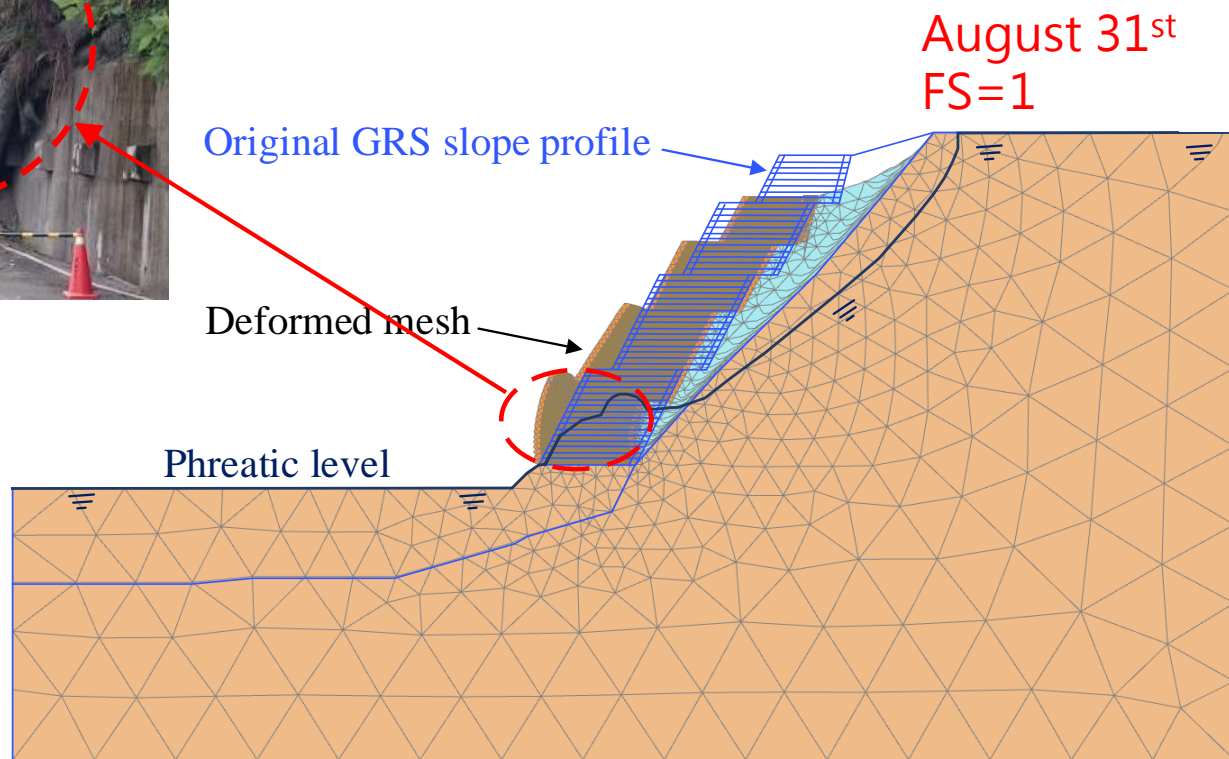 August 31st
FS=1
Original GRS slope profile
Deformed mesh
Phreatic level